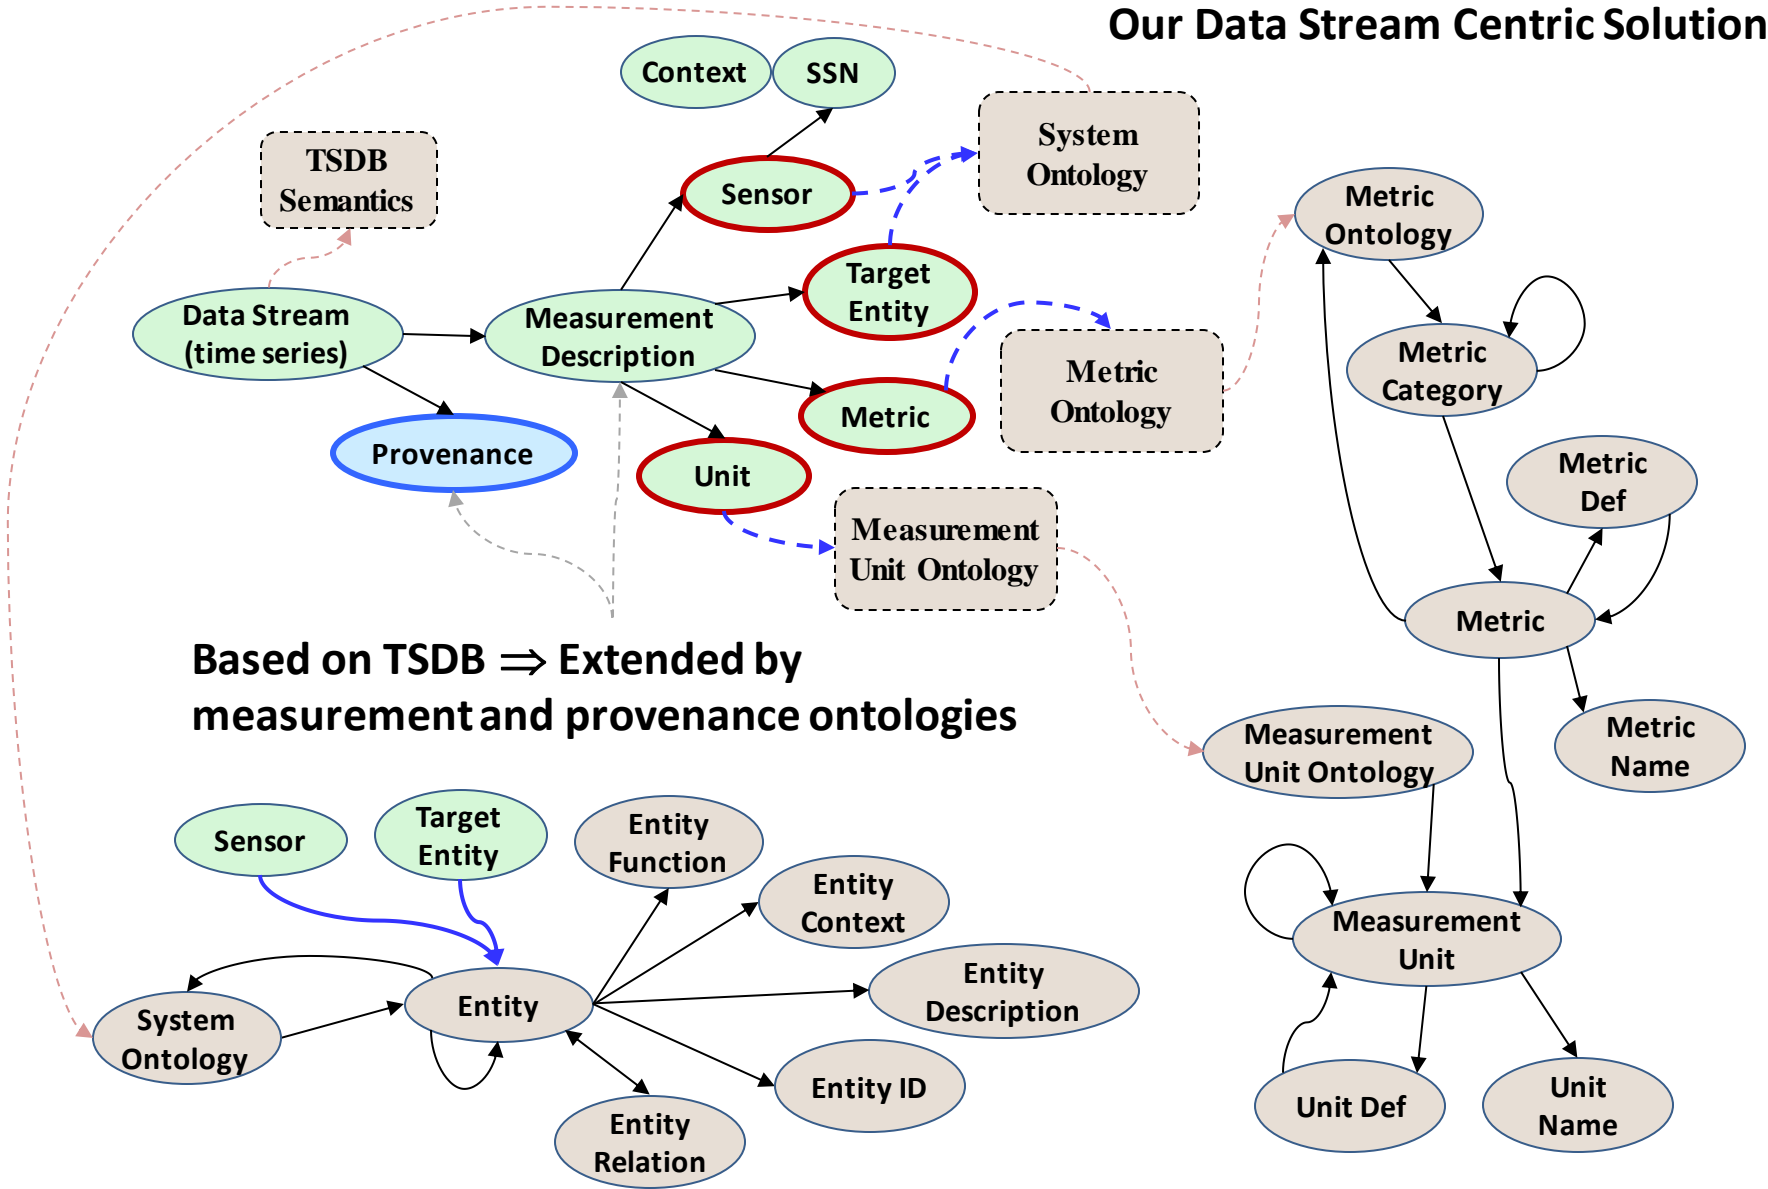 Our Data Stream Centric Solution
Context
SSN
System
Ontology
TSDB
Semantics
Sensor
Metric
Ontology
Target
Entity
Data Stream
(time series)
Measurement
Description
Metric
Ontology
Metric
Category
Metric
Provenance
Unit
Metric
Def
Measurement
Unit Ontology
Metric
Based on TSDB ⇒ Extended by
measurement and provenance ontologies
Measurement
Unit Ontology
Metric
Name
Sensor
Target
Entity
Entity
Function
Entity
Context
Measurement
Unit
Entity
Description
Entity
System
Ontology
Entity ID
Entity
Relation
Unit Def
Unit
Name